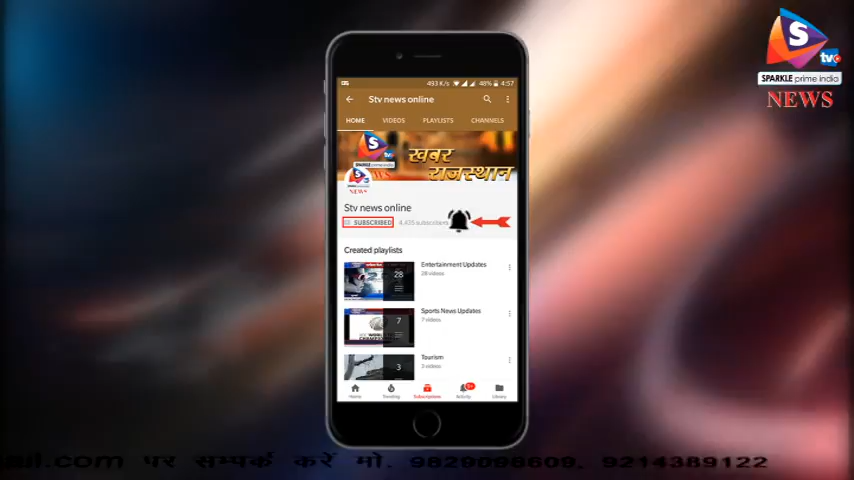 S
tv
SPARKLE prime india
NEWS
493 K/s 48% 4:57
Stv news online
HOME VIDEOS PLAYLISTS CHANNELS
खबर
राजस्थान
Stv news online
SUBSCRIBED 4,435 subscribers
Created playlists
Entertainment Updates
28 videos
28
Sports News Updates
7 videos
7
Tourism
3 videos
3
Home Trending Subscriptions Activity Library
पर सम्पर्क करें मो. 9829098609, 9214389122